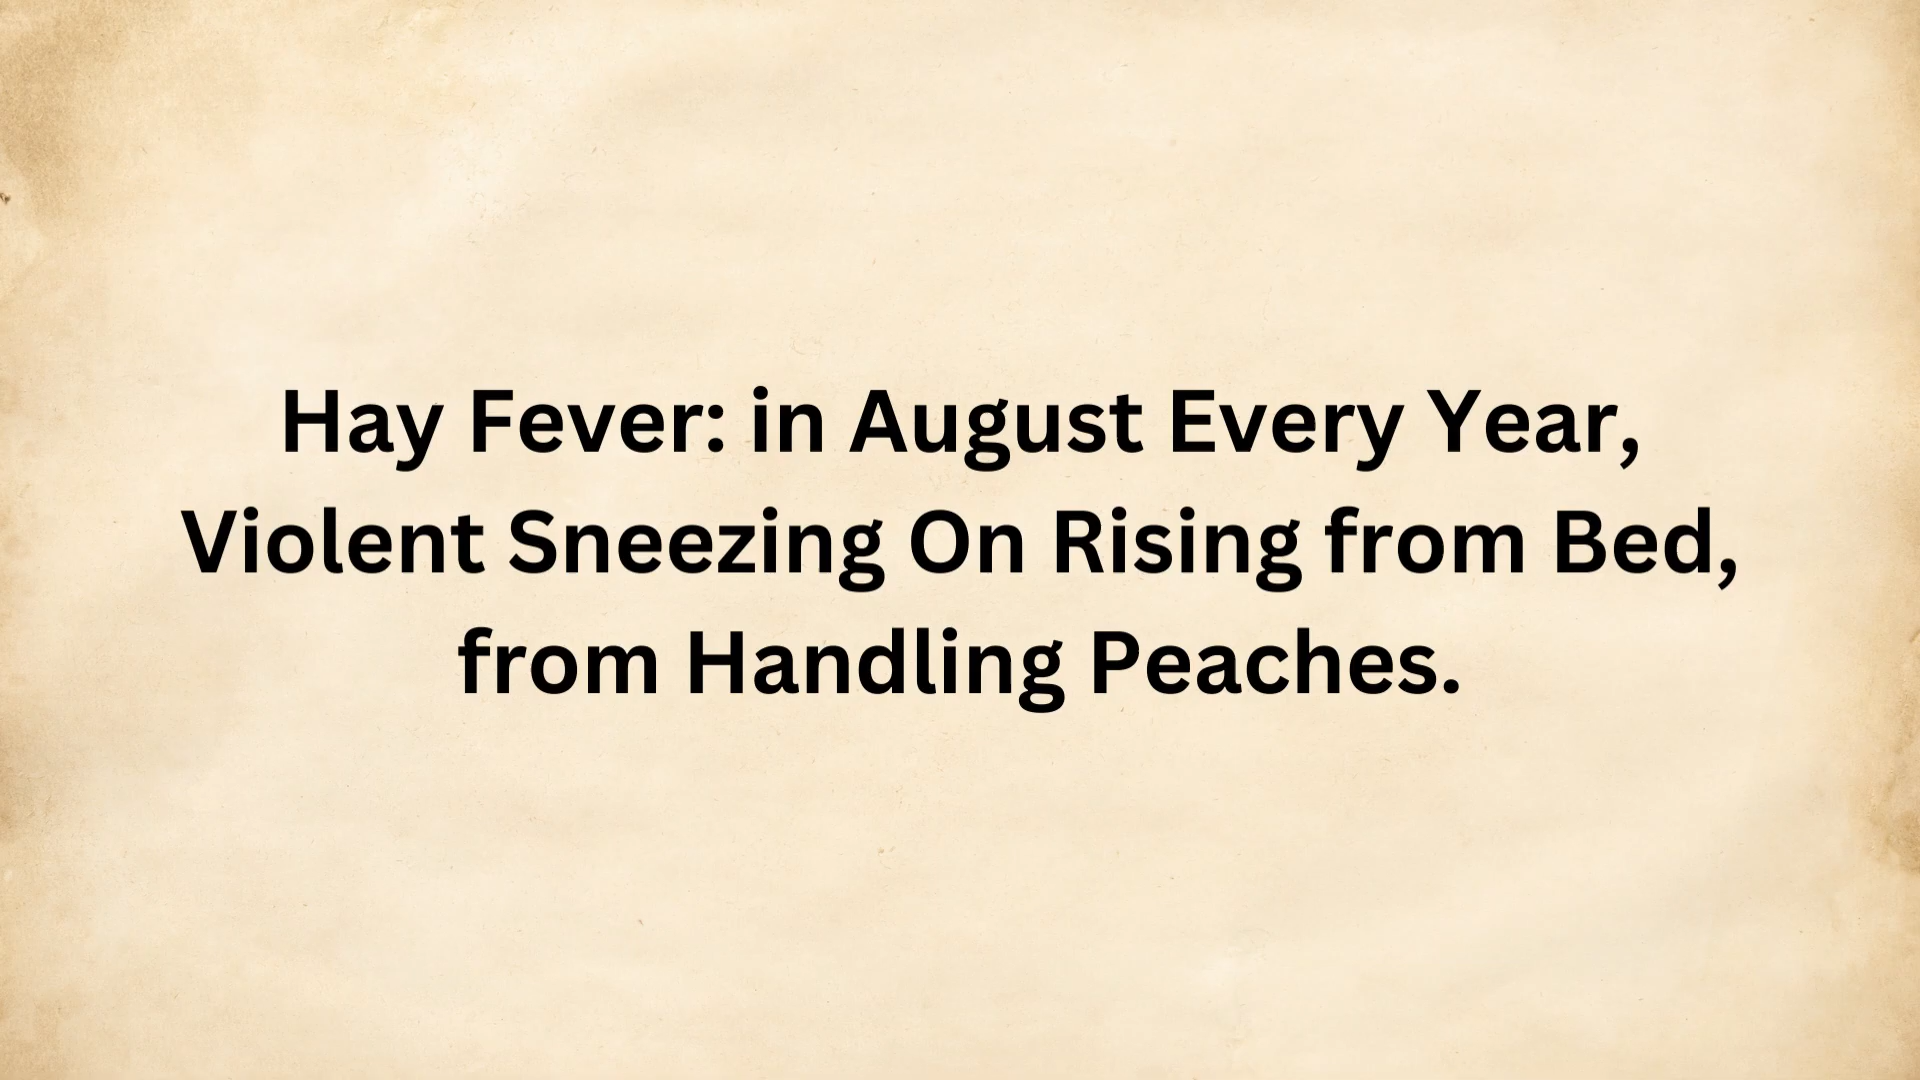 Hay Fever: in August Every Year,
Violent Sneezing On Rising from Bed,
from Handling Peaches.